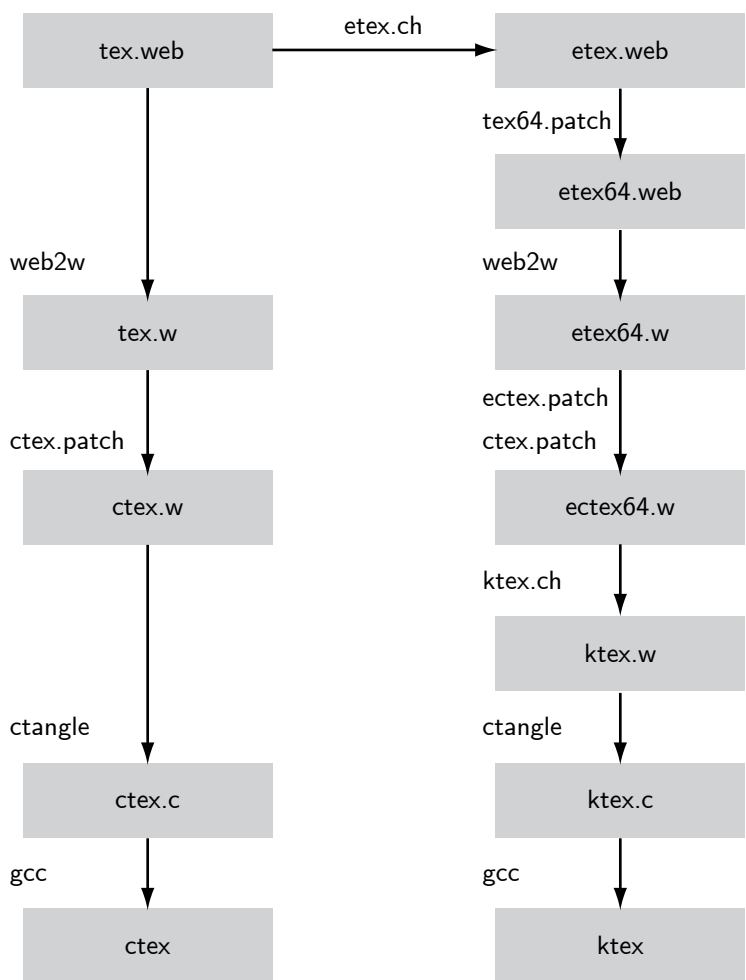 etex.ch
tex.web
etex.web
tex64.patch
etex64.web
web2w
web2w
tex.w
etex64.w
ectex.patch
ctex.patch
ctex.patch
ctex.w
ectex64.w
ktex.ch
ktex.w
ctangle
ctangle
ctex.c
ktex.c
gcc
gcc
ctex
ktex